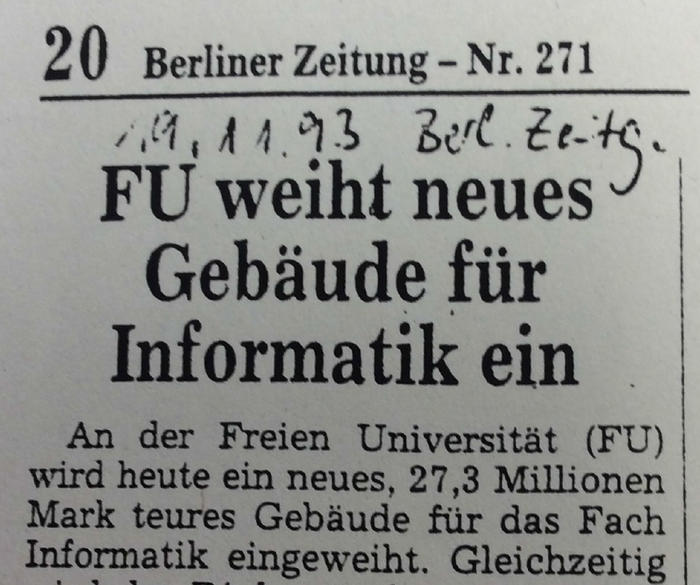 20 Berliner Zeitung – Nr. 271
19.11.93 Berl. Zeitg.
FU weiht neues
Gebäude für
Informatik ein
An der Freien Universität (FU)
wird heute ein neues, 27,3 Millionen
Mark teures Gebäude für das Fach
Informatik eingeweiht. Gleichzeitig